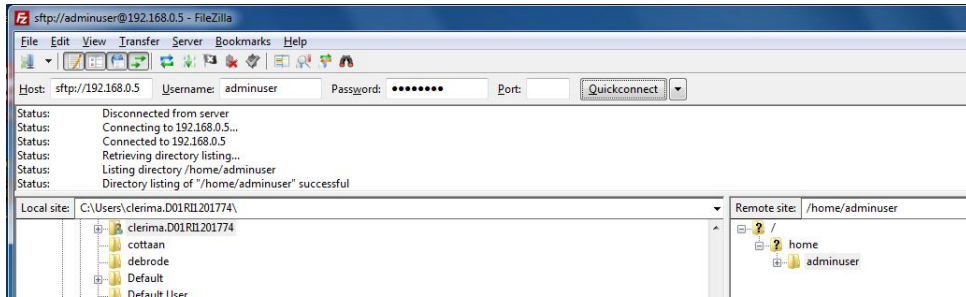 sftp://adminuser@192.168.0.5 - FileZilla
File Edit View Transfer Server Bookmarks Help
Host: sftp://192.168.0.5 Username: adminuser Password: ●●●●●●●● Port: Quickconnect
Status: Disconnected from server
Status: Connecting to 192.168.0.5...
Status: Connected to 192.168.0.5
Status: Retrieving directory listing...
Status: Listing directory /home/adminuser
Status: Directory listing of "/home/adminuser" successful
Local site: C:\Users\clerima.D01RI1201774\
clerima.D01RI1201774
cottaan
debrode
Default
Default User
Remote site: /home/adminuser
/
home
adminuser